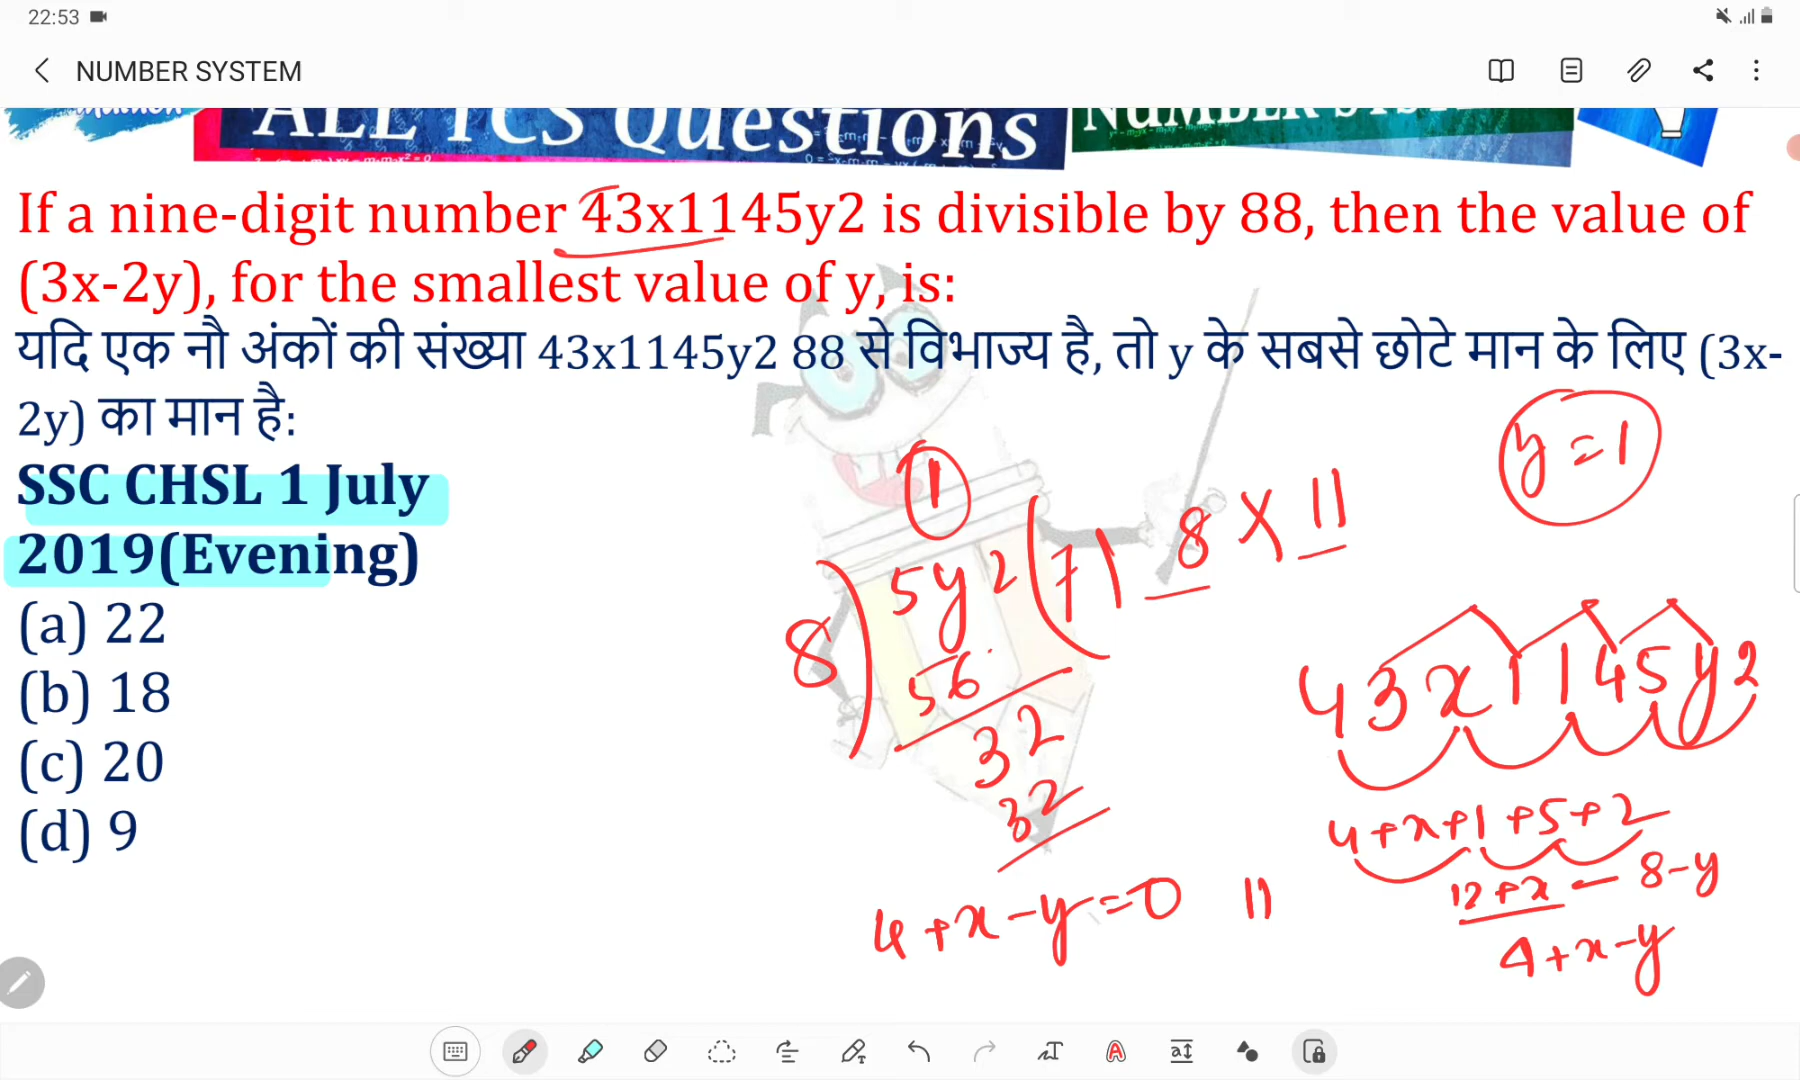 22:53
NUMBER SYSTEM
ALL TCS Questions
If a nine-digit number 43x1145y2 is divisible by 88, then the value of
(3x-2y), for the smallest value of y, is:
यदि एक नौ अंकों की संख्या 43x1145y2 88 से विभाज्य है, तो y के सबसे छोटे मान के लिए (3x-
2y) का मान है:
SSC CHSL 1 July
2019(Evening)
(a) 22
(b) 18
(c) 20
(d) 9
y = 1
1
8 x 11
8) 5y2 (71
56
32
32
43x1145y2
4+x+1+5+2
12+x - 8-y
4+x-y
4+x-y=0 11